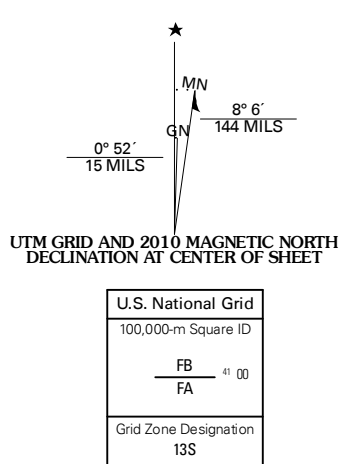 ★
MN
8° 6´
144 MILS
GN
0° 52´
15 MILS
UTM GRID AND 2010 MAGNETIC NORTH
DECLINATION AT CENTER OF SHEET
U.S. National Grid
100,000-m Square ID
FB
41 00
FA
Grid Zone Designation
13S